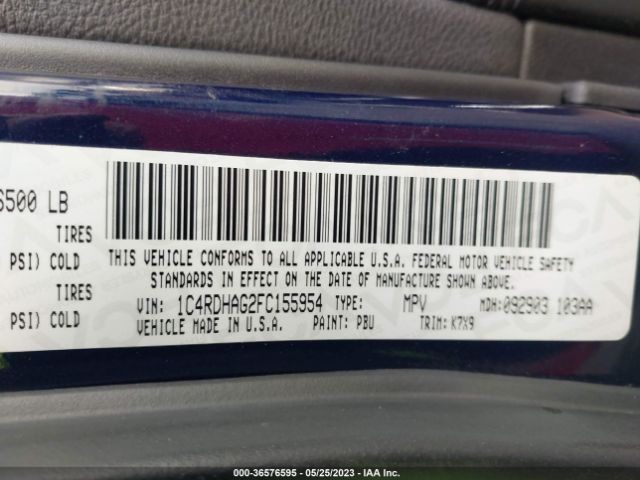 6500 LB
TIRES
PSI) COLD
TIRES
PSI) COLD
THIS VEHICLE CONFORMS TO ALL APPLICABLE U.S.A. FEDERAL MOTOR VEHICLE SAFETY
STANDARDS IN EFFECT ON THE DATE OF MANUFACTURE SHOWN ABOVE.
VIN: 1C4RDHAG2FC155954 TYPE: MPV MDH: 092903 103AA
VEHICLE MADE IN U.S.A. PAINT: PBU TRIM: K7X9
000-36576595 - 05/25/2023 - IAA Inc.